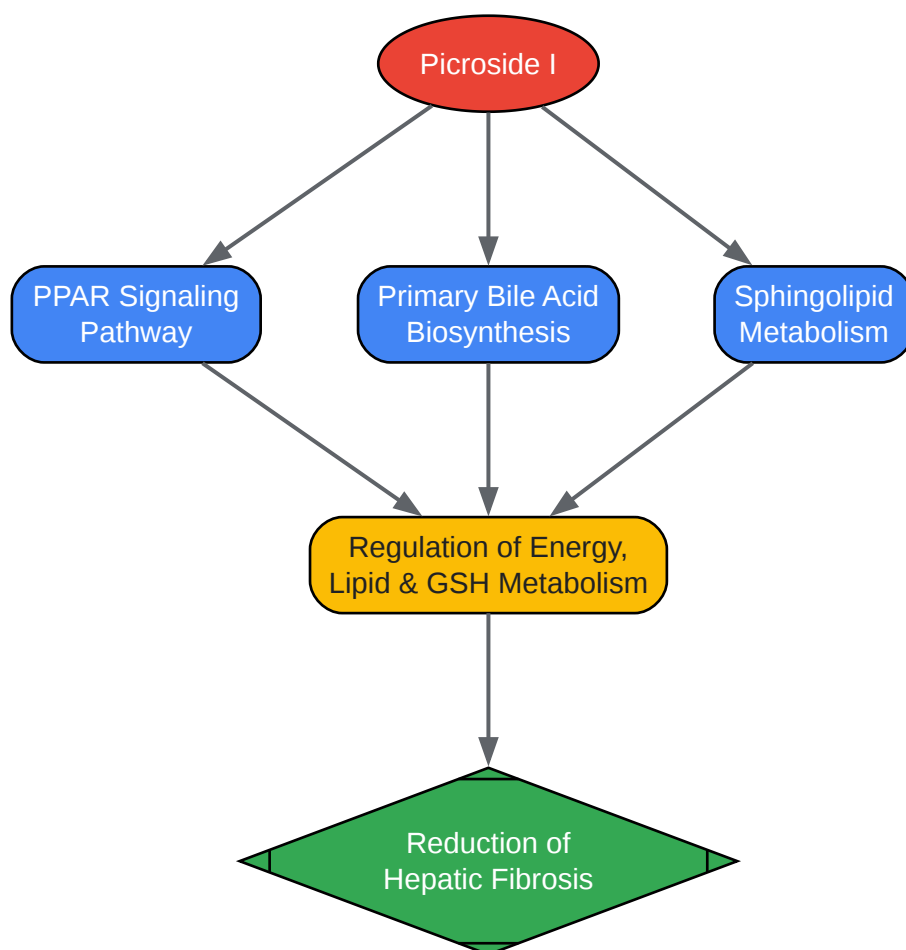 Picroside I
PPAR Signaling
Pathway
Primary Bile Acid
Biosynthesis
Sphingolipid
Metabolism
Regulation of Energy,
Lipid & GSH Metabolism
Reduction of
Hepatic Fibrosis